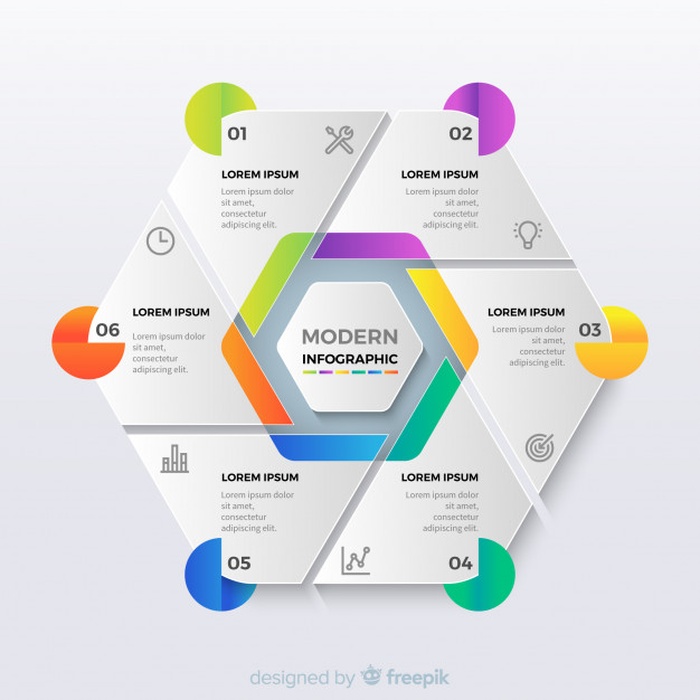 01
LOREM IPSUM
Lorem ipsum dolor
sit amet,
consectetur
adipiscing elit.
02
LOREM IPSUM
Lorem ipsum dolor
sit amet,
consectetur
adipiscing elit.
06
LOREM IPSUM
Lorem ipsum dolor
sit amet,
consectetur
adipiscing elit.
MODERN
INFOGRAPHIC
03
LOREM IPSUM
Lorem ipsum dolor
sit amet,
consectetur
adipiscing elit.
05
LOREM IPSUM
Lorem ipsum dolor
sit amet,
consectetur
adipiscing elit.
04
LOREM IPSUM
Lorem ipsum dolor
sit amet,
consectetur
adipiscing elit.
designed by freepik